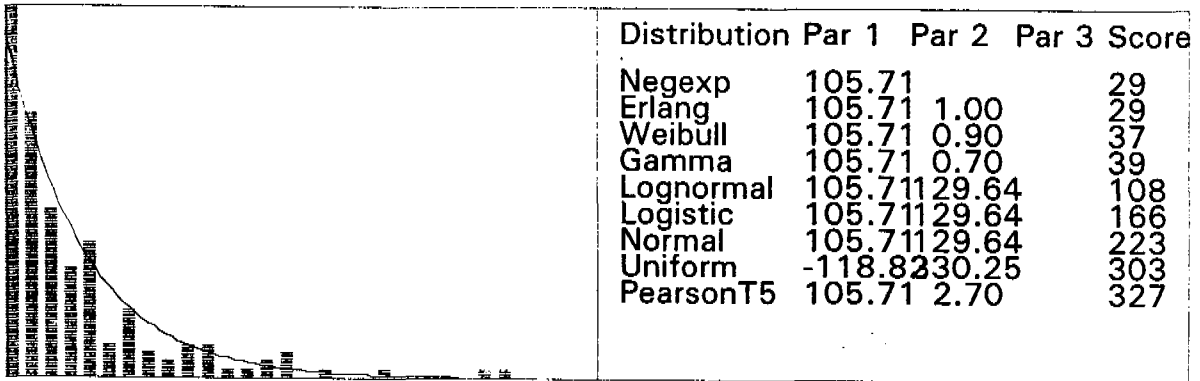 Distribution Par 1 Par 2 Par 3 Score
Negexp 105.71 29
Erlang 105.71 1.00 29
Weibull 105.71 0.90 37
Gamma 105.71 0.70 39
Lognormal 105.71 129.64 108
Logistic 105.71 129.64 166
Normal 105.71 129.64 223
Uniform -118.82 330.25 303
PearsonT5 105.71 2.70 327